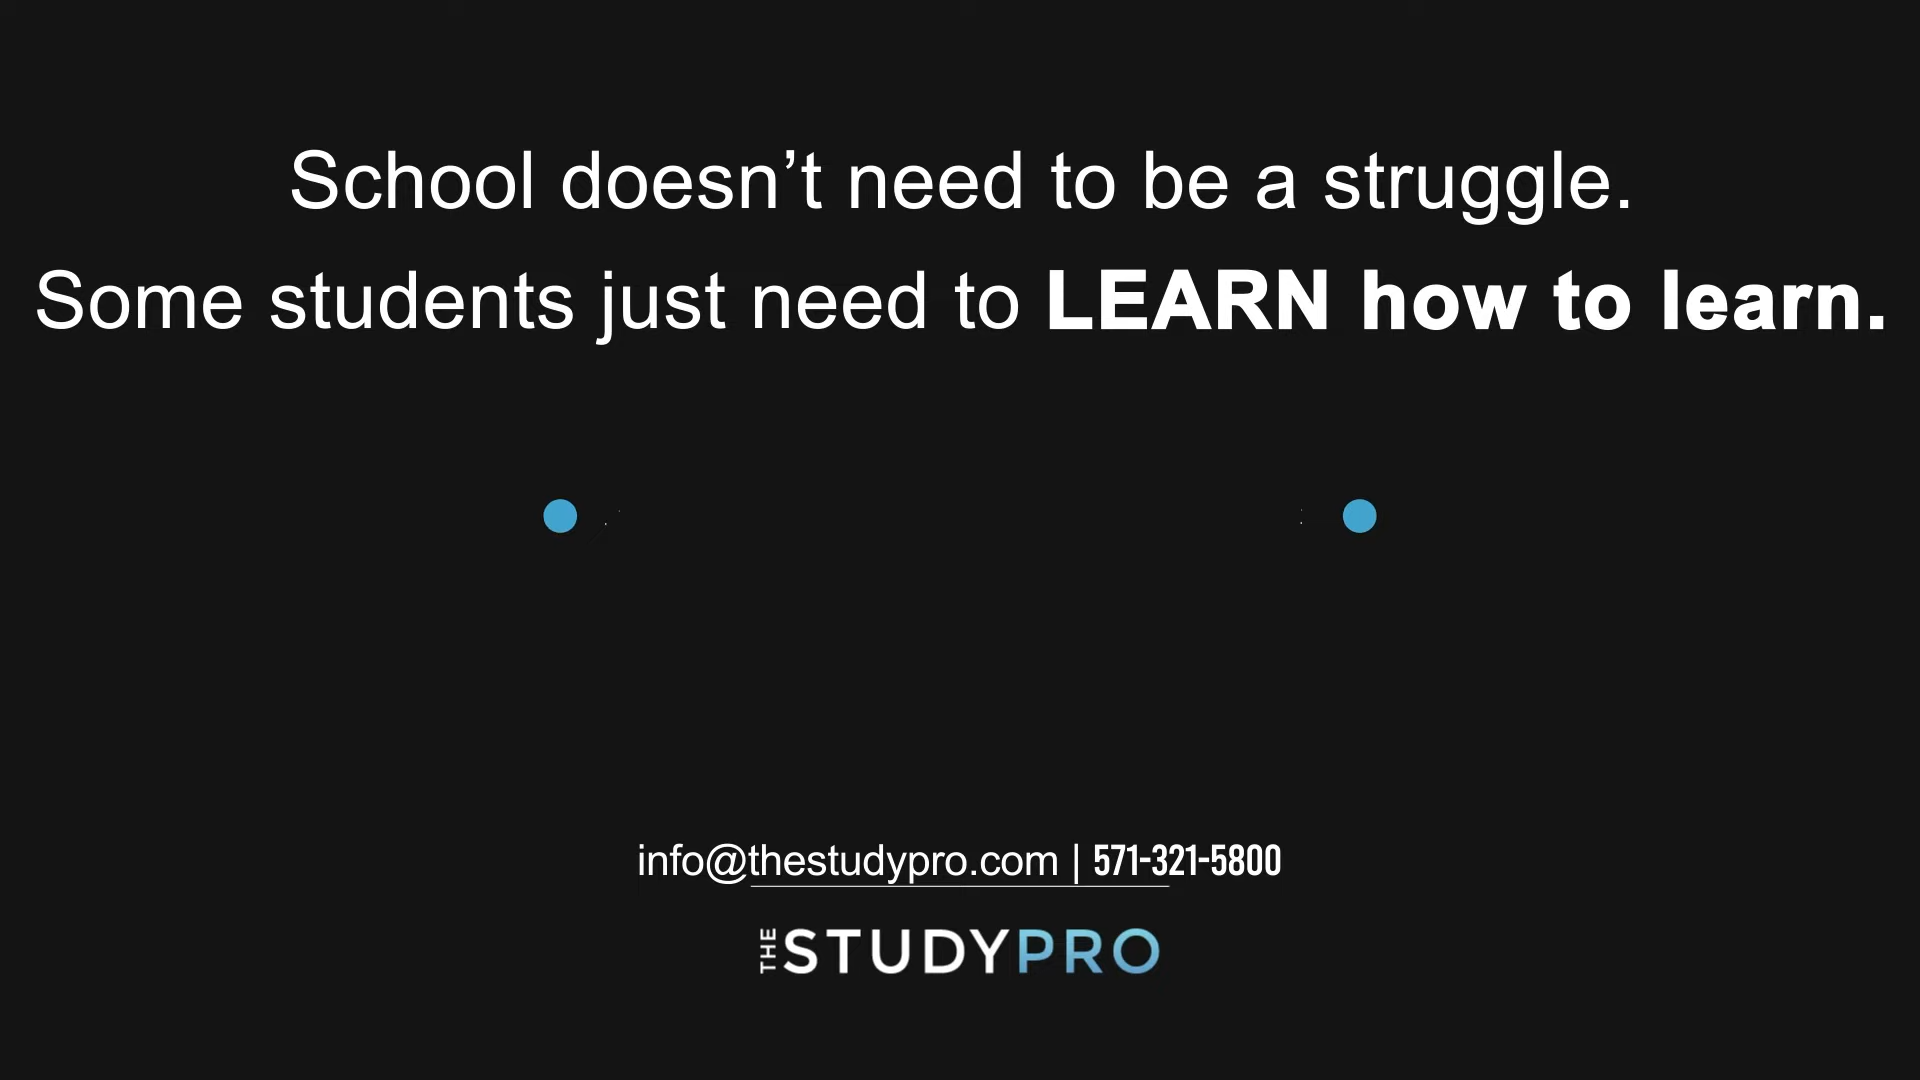 School doesn’t need to be a struggle.
Some students just need to LEARN how to learn.
info@thestudypro.com | 571-321-5800
THE STUDYPRO